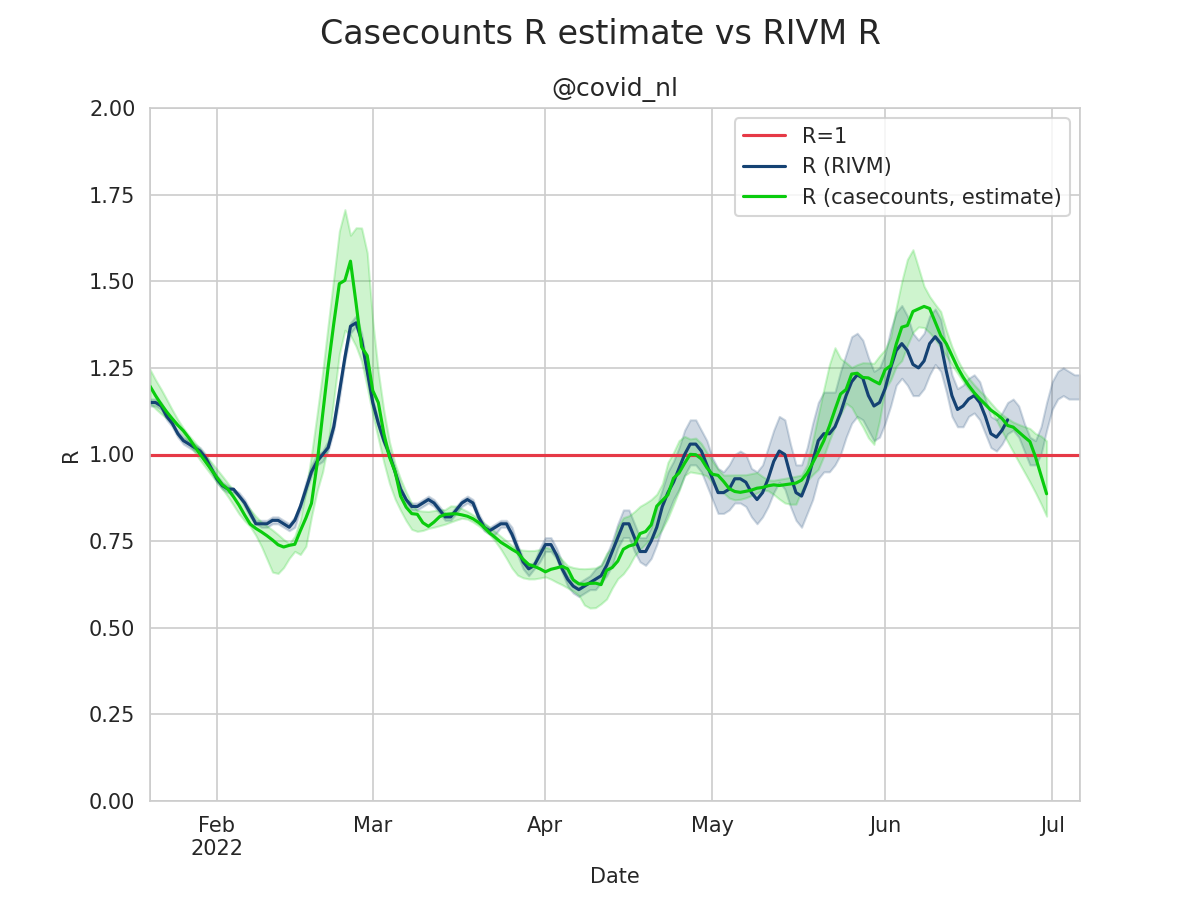 Casecounts R estimate vs RIVM R
@covid_nl
R=1
R (RIVM)
R (casecounts, estimate)
2.00
1.75
1.50
1.25
1.00
0.75
0.50
0.25
0.00
R
Feb Mar Apr May Jun Jul
2022
Date